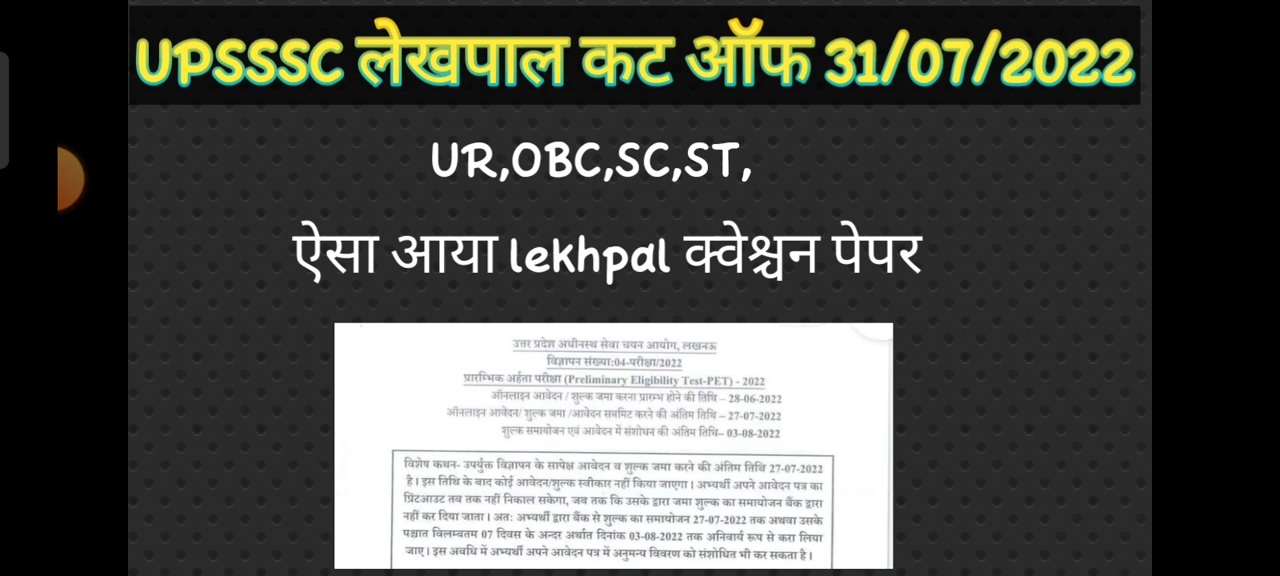 UPSSSC लेखपाल कट ऑफ 31/07/2022
UR,OBC,SC,ST,
ऐसा आया lekhpal क्वेश्चन पेपर
उत्तर प्रदेश अधीनस्थ सेवा चयन आयोग, लखनऊ
विज्ञापन संख्या:04-परीक्षा/2022
प्रारम्भिक अर्हता परीक्षा (Preliminary Eligibility Test-PET) - 2022
ऑनलाइन आवेदन / शुल्क जमा करना प्रारम्भ होने की तिथि – 28-06-2022
ऑनलाइन आवेदन/ शुल्क जमा /आवेदन सबमिट करने की अंतिम तिथि – 27-07-2022
शुल्क समायोजन एवं आवेदन में संशोधन की अंतिम तिथि– 03-08-2022
विशेष कथन- उपर्युक्त विज्ञापन के सापेक्ष आवेदन व शुल्क जमा करने की अंतिम तिथि 27-07-2022
है। इस तिथि के बाद कोई आवेदन/शुल्क स्वीकार नहीं किया जाएगा। अभ्यर्थी अपने आवेदन पत्र का
प्रिंटआउट तब तक नहीं निकाल सकेगा, जब तक कि उसके द्वारा जमा शुल्क का समायोजन बैंक द्वारा
नहीं कर दिया जाता। अतः अभ्यर्थी द्वारा बैंक से शुल्क का समायोजन 27-07-2022 तक अथवा उसके
पश्चात विलम्बतम 07 दिवस के अन्दर अर्थात दिनांक 03-08-2022 तक अनिवार्य रूप से करा लिया
जाए। इस अवधि में अभ्यर्थी अपने आवेदन पत्र में अनुमन्य विवरण को संशोधित भी कर सकता है।